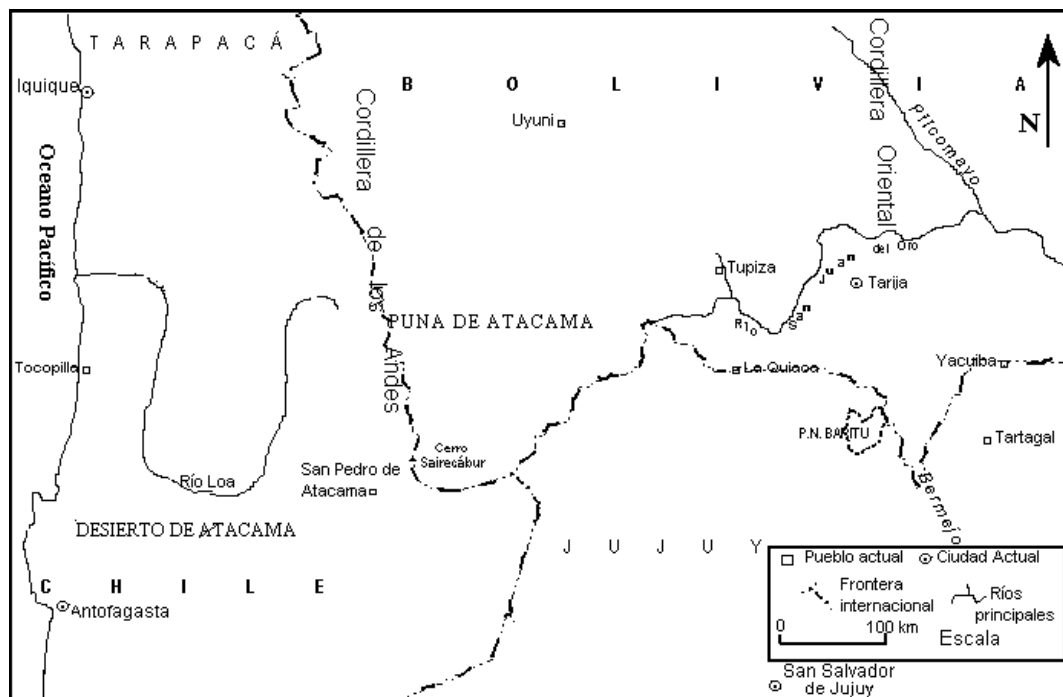 TARAPACÁ
Iquique
Oceano Pacífico
Cordillera de los Andes
BOLIVIA
Uyuni
Cordillera Oriental
Pilcomayo
N
Tupiza
Río San Juan del Oro
Tarija
PUNA DE ATACAMA
Tocopilla
La Quiaca
Yacuiba
P.N. BARITU
Tartagal
Cerro
Sairecábur
San Pedro de
Atacama
Río Loa
DESIERTO DE ATACAMA
Bermejo
JUJUY
CHILE
Antofagasta
Pueblo actual
Ciudad Actual
Frontera
internacional
Ríos
principales
0 100 km
Escala
San Salvador
de Jujuy